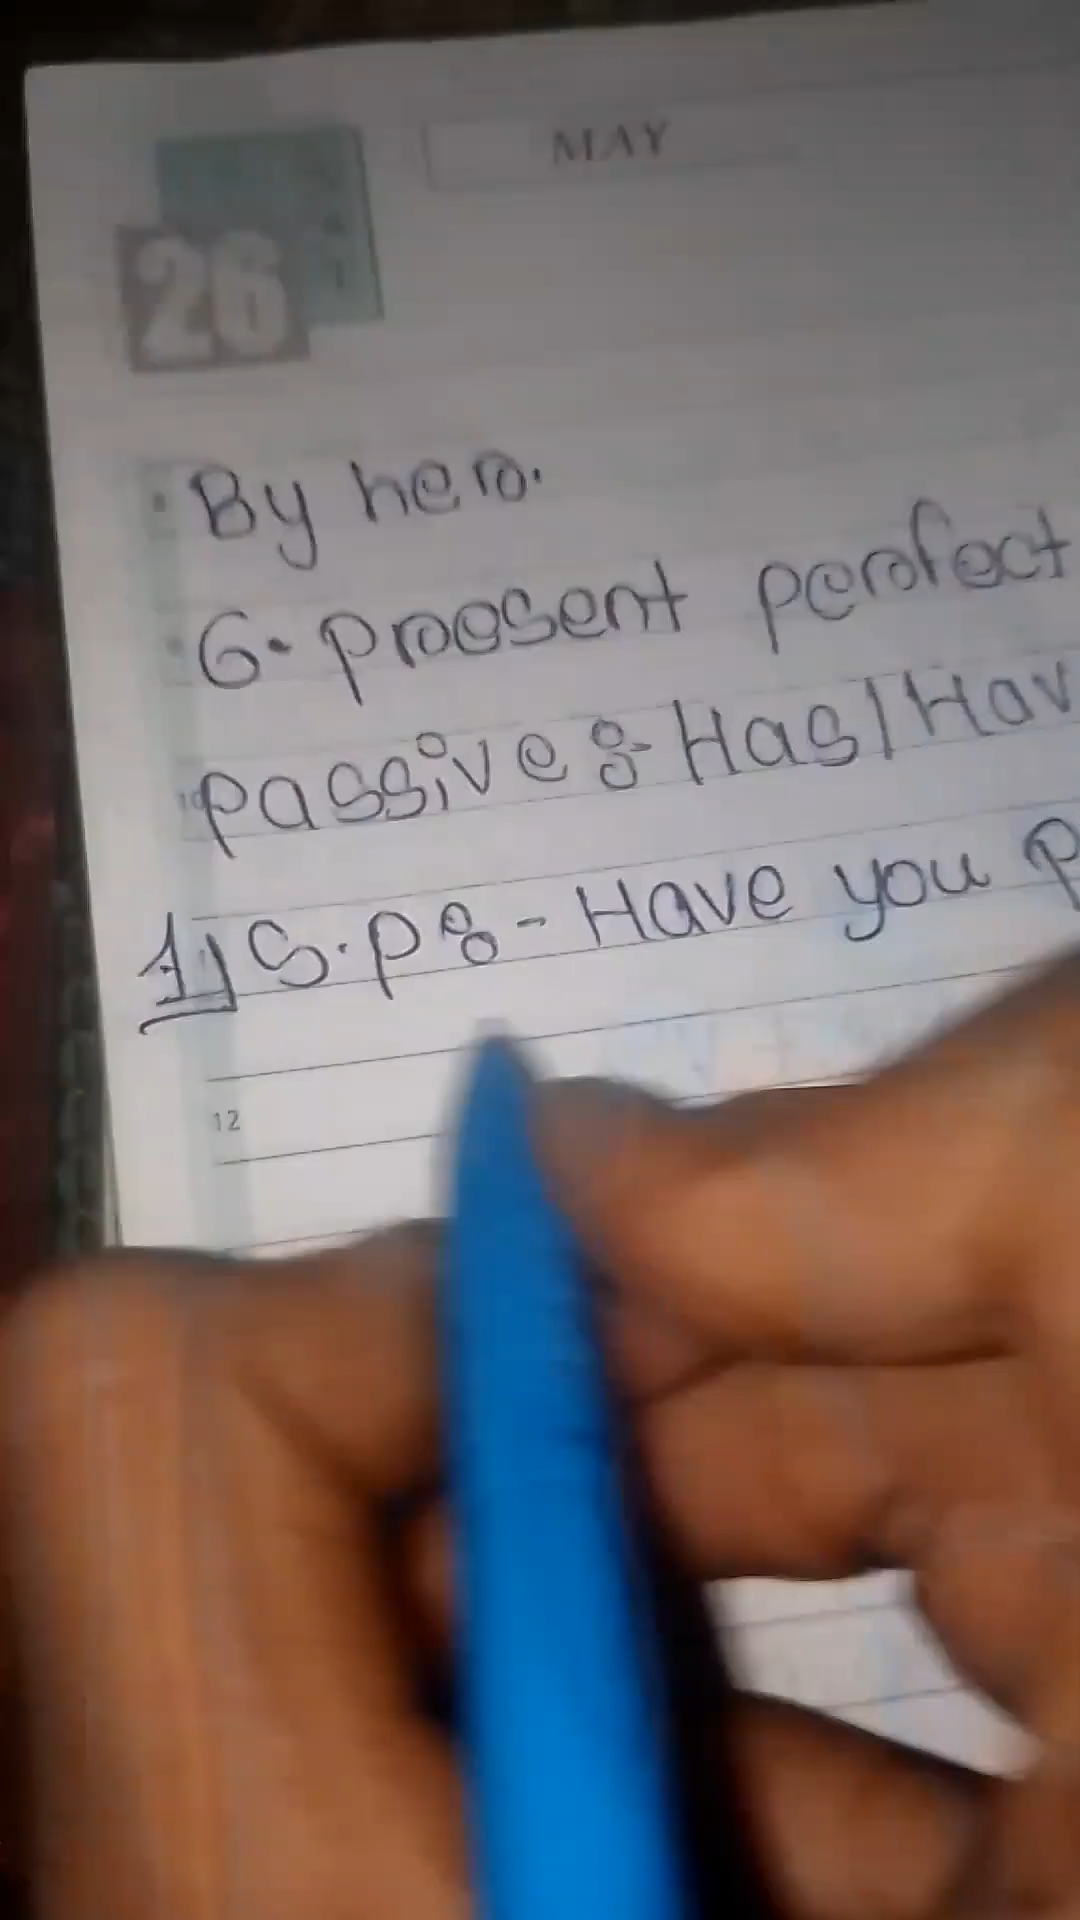 MAY
26
By her.
6. present perfect
passive :- Has/Hav
1) S.P :- Have you P
12